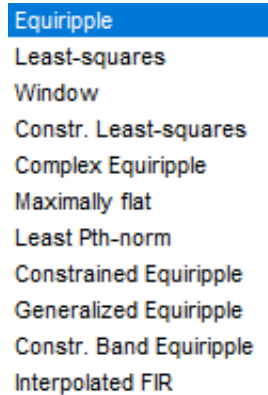 Equiripple
Least-squares
Window
Constr. Least-squares
Complex Equiripple
Maximally flat
Least Pth-norm
Constrained Equiripple
Generalized Equiripple
Constr. Band Equiripple
Interpolated FIR